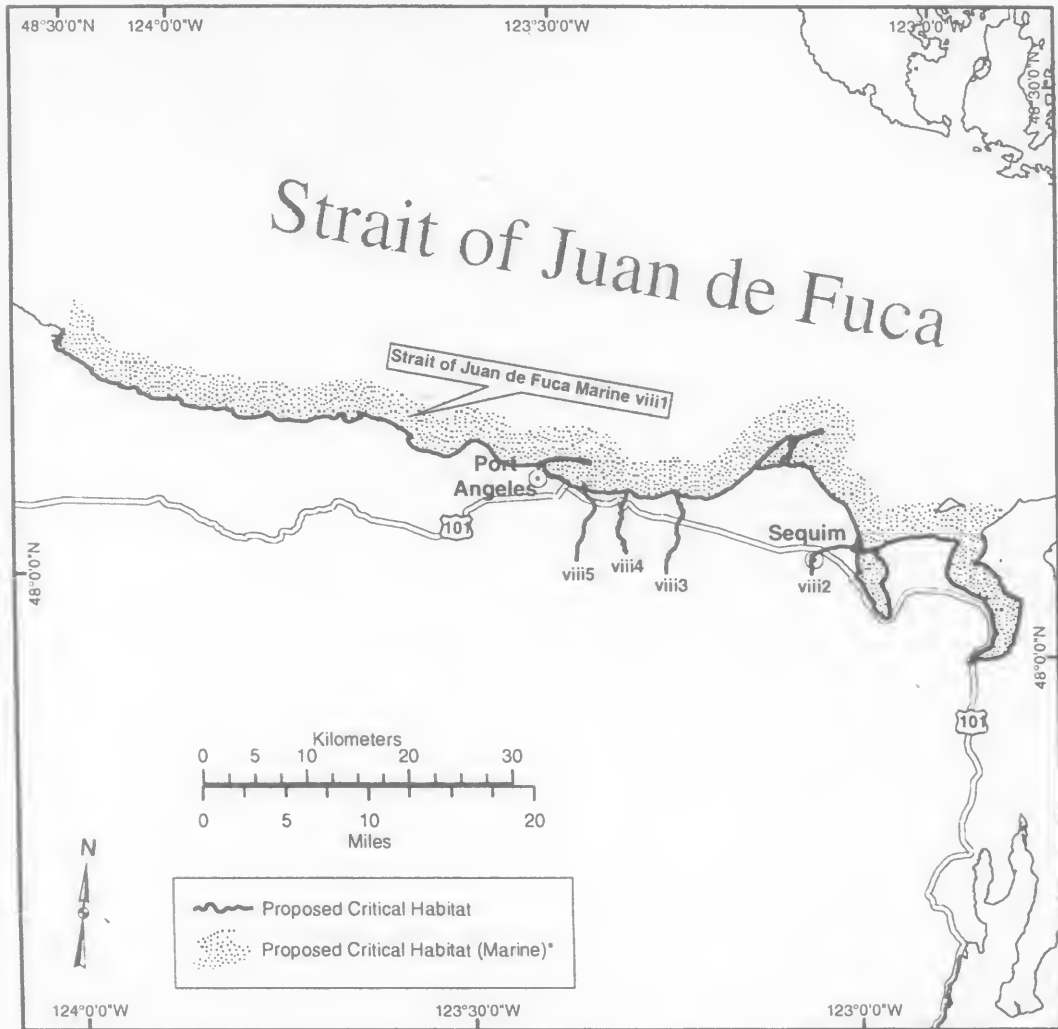 48°30'0"N 124°0'0"W 123°30'0"W 123°0'0"W
48°30'0"N
Strait of Juan de Fuca
Strait of Juan de Fuca Marine viii1
Port
Angeles
101
Sequim
viii5
viii4
viii3
viii2
48°0'0"N
48°0'0"N
101
Kilometers
0 5 10 20 30
0 5 10 20
Miles
N
Proposed Critical Habitat
Proposed Critical Habitat (Marine)*
124°0'0"W 123°30'0"W 123°0'0"W